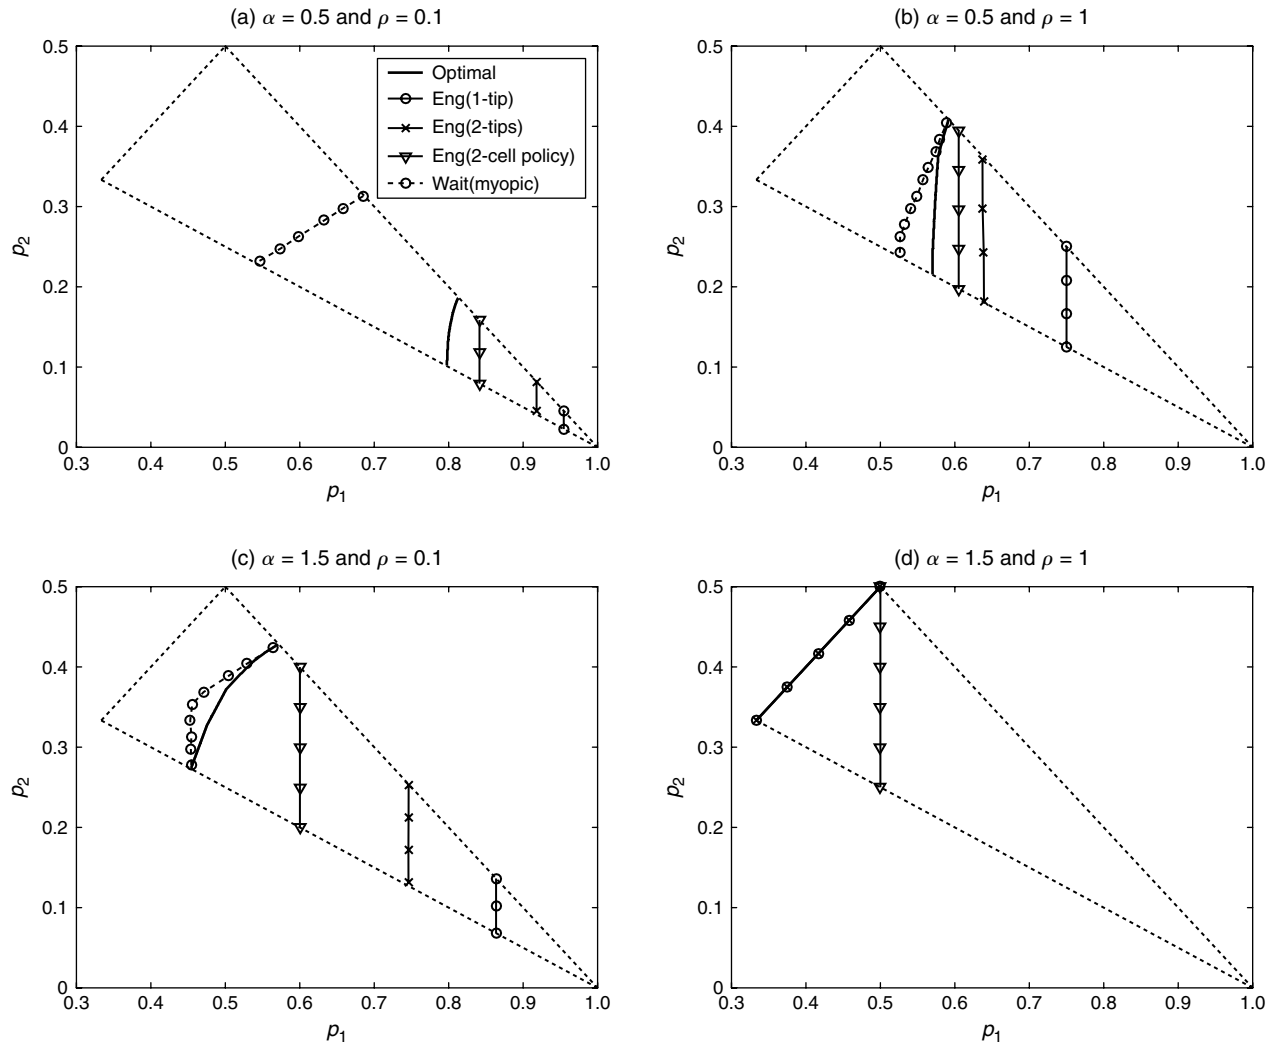 (a) α = 0.5 and ρ = 0.1
0.5
0.4
0.3
0.2
0.1
0
p2
Optimal
Eng(1-tip)
Eng(2-tips)
Eng(2-cell policy)
Wait(myopic)
0.3 0.4 0.5 0.6 0.7 0.8 0.9 1.0
p1
(b) α = 0.5 and ρ = 1
0.5
0.4
0.3
0.2
0.1
0
p2
0.3 0.4 0.5 0.6 0.7 0.8 0.9 1.0
p1
(c) α = 1.5 and ρ = 0.1
0.5
0.4
0.3
0.2
0.1
0
p2
0.3 0.4 0.5 0.6 0.7 0.8 0.9 1.0
p1
(d) α = 1.5 and ρ = 1
0.5
0.4
0.3
0.2
0.1
0
p2
0.3 0.4 0.5 0.6 0.7 0.8 0.9 1.0
p1